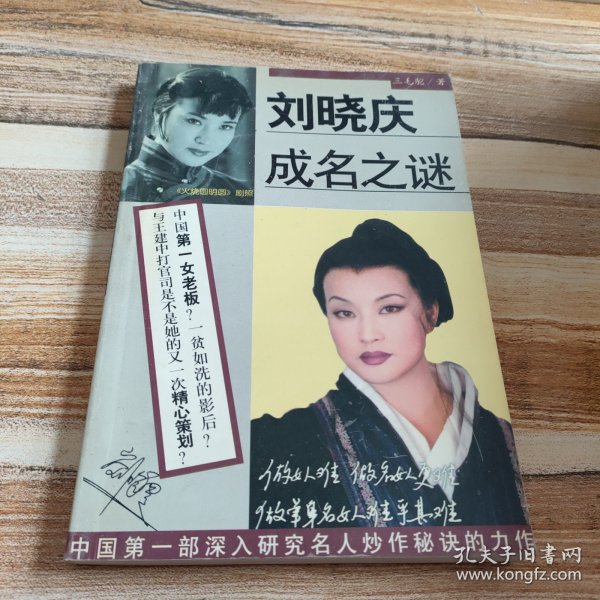 三毛驼/著
刘晓庆
成名之谜
《火烧圆明园》剧照
中国第一女老板？一贫如洗的影后？
与王建中打官司是不是她的又一次精心策划？
做女人难 做名女人更难
做单身名女人难乎其难
中国第一部深入研究名人炒作秘诀的力作
孔夫子旧书网
www.kongfz.com